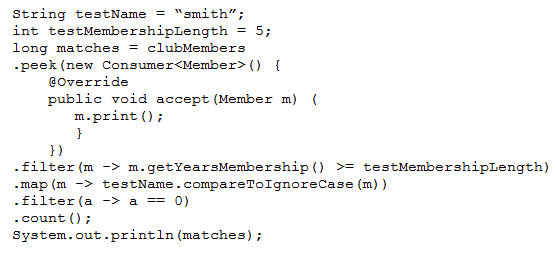 String testName = “smith”;
int testMembershipLength = 5;
long matches = clubMembers
.peek(new Consumer<Member>() {
    @Override
    public void accept(Member m) (
       m.print();
       }
    })
.filter(m -> m.getYearsMembership() >= testMembershipLength)
.map(m -> testName.compareToIgnoreCase(m))
.filter(a -> a == 0)
.count();
System.out.println(matches);